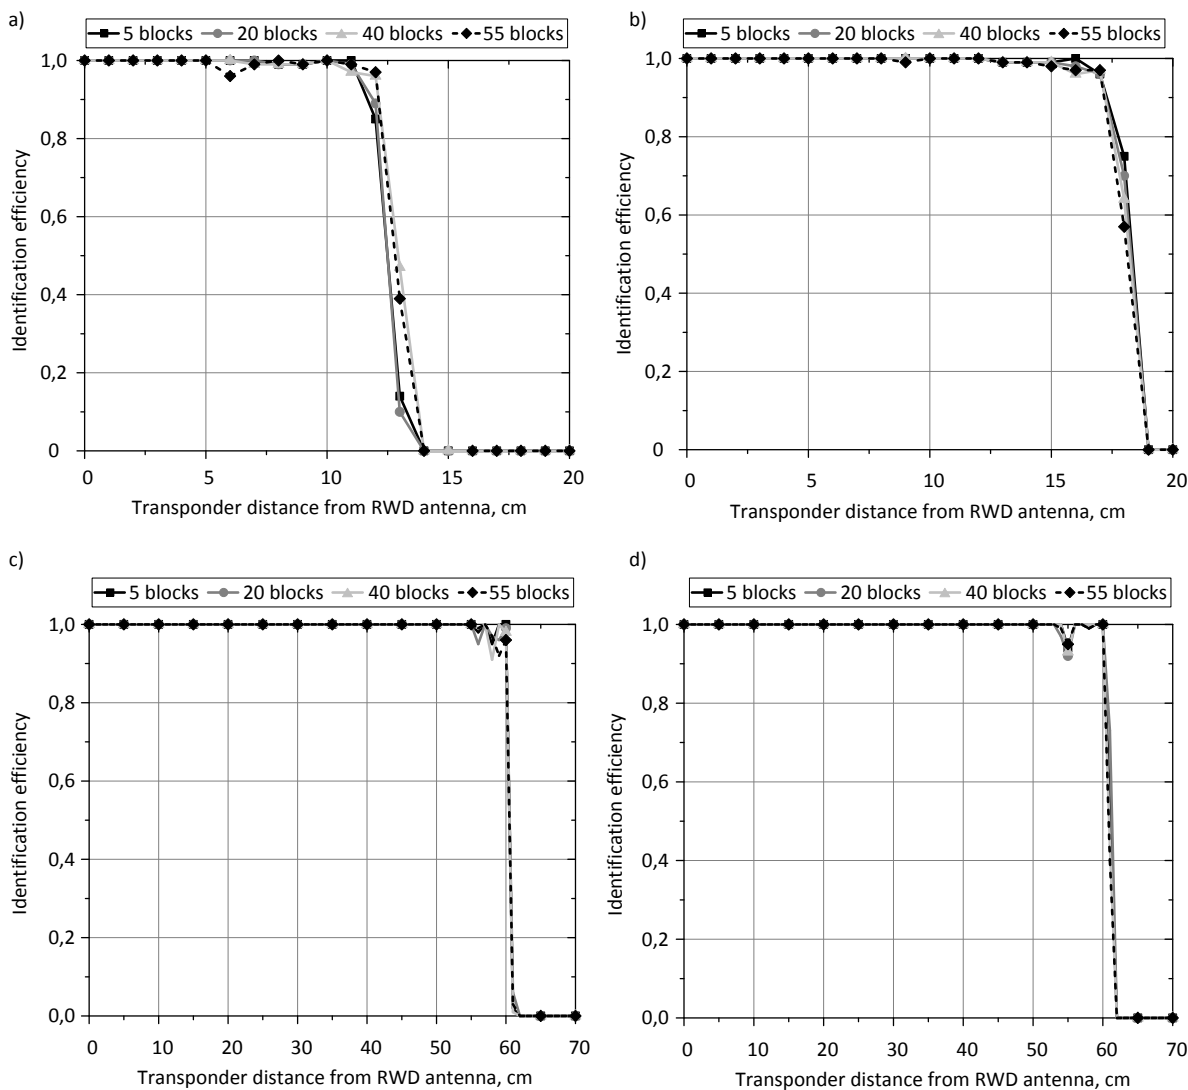 a)
5 blocks 20 blocks 40 blocks 55 blocks
1,0
0,8
0,6
0,4
0,2
0
0 5 10 15 20
Identification efficiency
Transponder distance from RWD antenna, cm
b)
5 blocks 20 blocks 40 blocks 55 blocks
1,0
0,8
0,6
0,4
0,2
0
0 5 10 15 20
Identification efficiency
Transponder distance from RWD antenna, cm
c)
5 blocks 20 blocks 40 blocks 55 blocks
1,0
0,8
0,6
0,4
0,2
0,0
0 10 20 30 40 50 60 70
Identification efficiency
Transponder distance from RWD antenna, cm
d)
5 blocks 20 blocks 40 blocks 55 blocks
1,0
0,8
0,6
0,4
0,2
0,0
0 10 20 30 40 50 60 70
Identification efficiency
Transponder distance from RWD antenna, cm